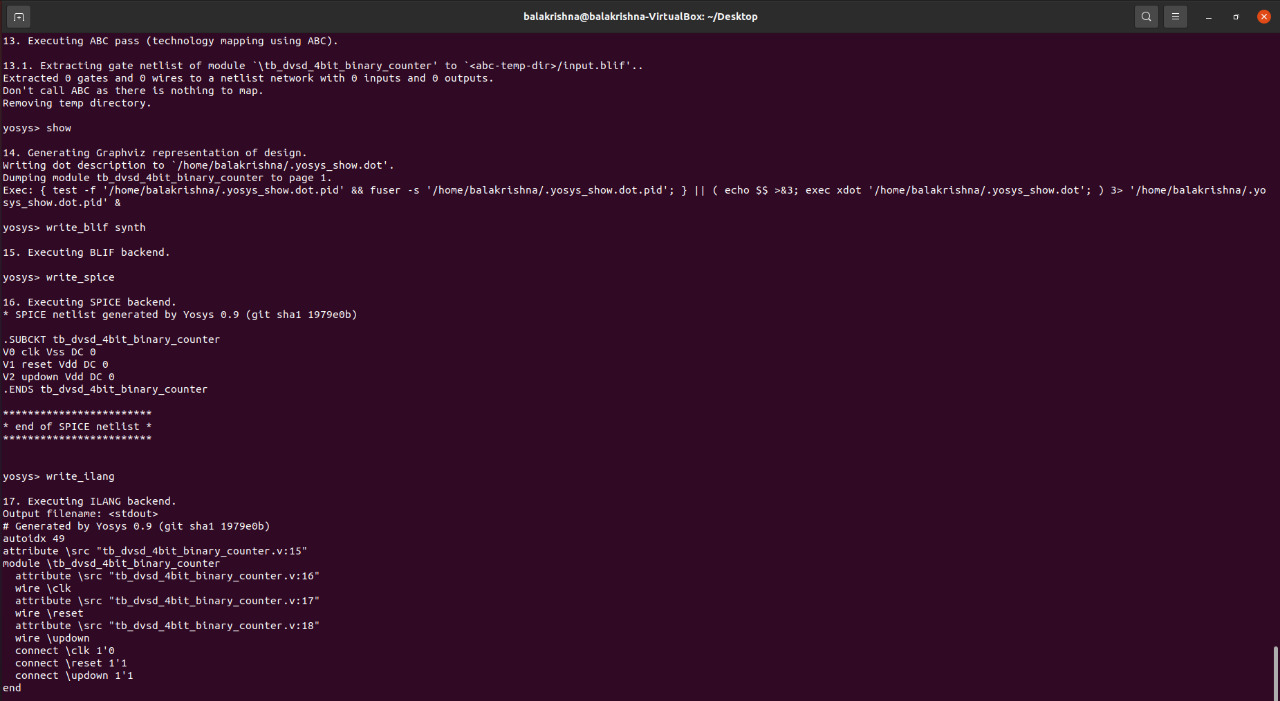 balakrishna@balakrishna-VirtualBox: ~/Desktop
13. Executing ABC pass (technology mapping using ABC).
13.1. Extracting gate netlist of module `\tb_dvsd_4bit_binary_counter' to `<abc-temp-dir>/input.blif'..
Extracted 0 gates and 0 wires to a netlist network with 0 inputs and 0 outputs.
Don't call ABC as there is nothing to map.
Removing temp directory.
yosys> show
14. Generating Graphviz representation of design.
Writing dot description to `/home/balakrishna/.yosys_show.dot'.
Dumping module tb_dvsd_4bit_binary_counter to page 1.
Exec: { test -f '/home/balakrishna/.yosys_show.dot.pid' && fuser -s '/home/balakrishna/.yosys_show.dot.pid'; } || ( echo $$ >&3; exec xdot '/home/balakrishna/.yosys_show.dot'; ) 3> '/home/balakrishna/.yo
sys_show.dot.pid' &
yosys> write_blif synth
15. Executing BLIF backend.
yosys> write_spice
16. Executing SPICE backend.
* SPICE netlist generated by Yosys 0.9 (git sha1 1979e0b)
.SUBCKT tb_dvsd_4bit_binary_counter
V0 clk Vss DC 0
V1 reset Vdd DC 0
V2 updown Vdd DC 0
.ENDS tb_dvsd_4bit_binary_counter
************************
* end of SPICE netlist *
************************
yosys> write_ilang
17. Executing ILANG backend.
Output filename: <stdout>
# Generated by Yosys 0.9 (git sha1 1979e0b)
autoidx 49
attribute \src "tb_dvsd_4bit_binary_counter.v:15"
module \tb_dvsd_4bit_binary_counter
attribute \src "tb_dvsd_4bit_binary_counter.v:16"
wire \clk
attribute \src "tb_dvsd_4bit_binary_counter.v:17"
wire \reset
attribute \src "tb_dvsd_4bit_binary_counter.v:18"
wire \updown
connect \clk 1'0
connect \reset 1'1
connect \updown 1'1
end